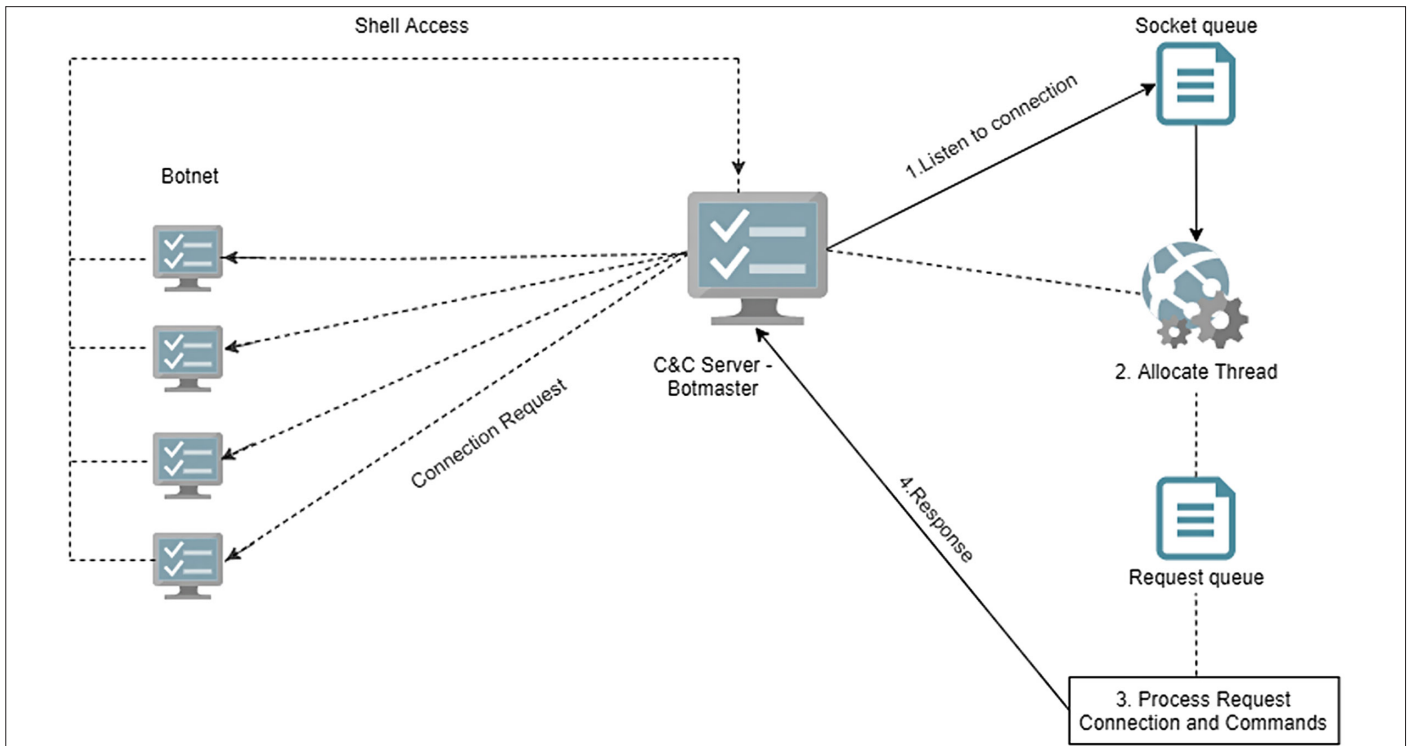 Shell Access
Socket queue
1.Listen to connection
Botnet
C&C Server -
Botmaster
2. Allocate Thread
Connection Request
4.Response
Request queue
3. Process Request
Connection and Commands